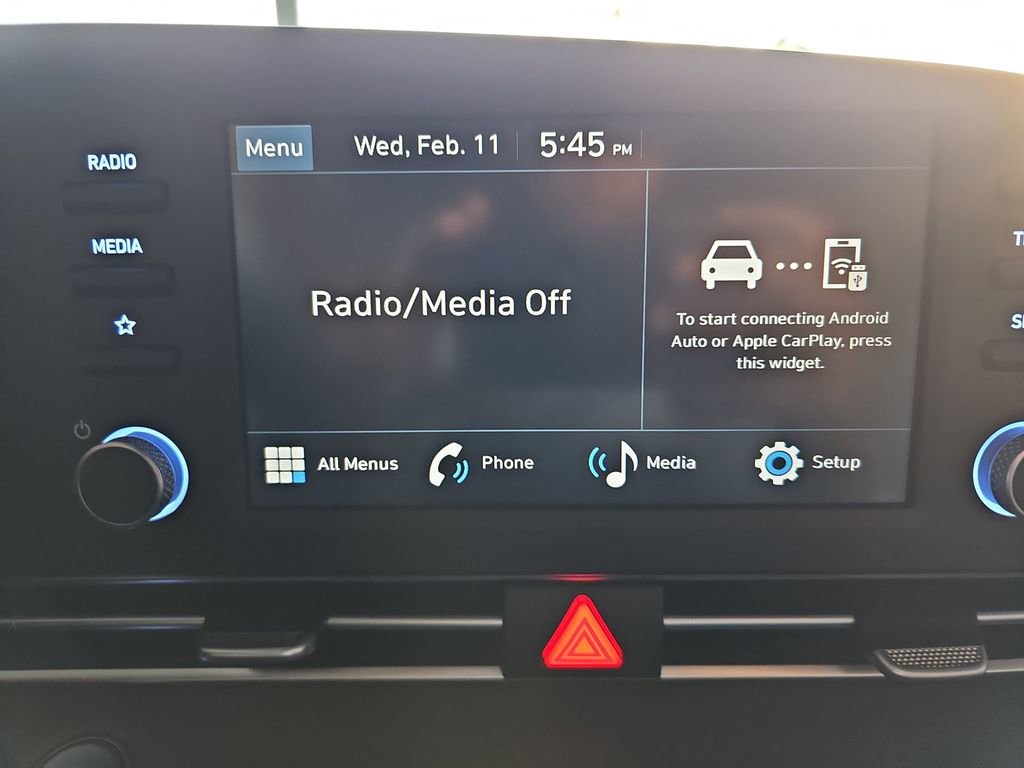 Menu
Wed, Feb. 11
5:45 PM
RADIO
MEDIA
Radio/Media Off
To start connecting Android
Auto or Apple CarPlay, press
this widget.
All Menus
Phone
Media
Setup